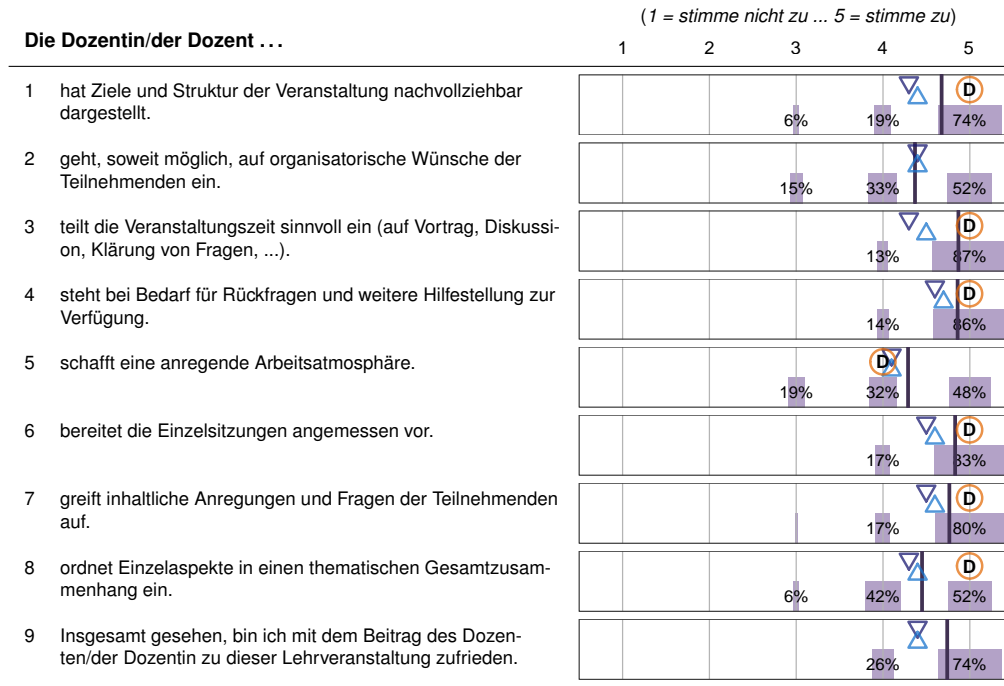 (1 = stimme nicht zu ... 5 = stimme zu)
Die Dozentin/der Dozent ...
1 2 3 4 5
1 hat Ziele und Struktur der Veranstaltung nachvollziehbar
dargestellt.
D
6% 19% 74%
2 geht, soweit möglich, auf organisatorische Wünsche der
Teilnehmenden ein.
15% 33% 52%
3 teilt die Veranstaltungszeit sinnvoll ein (auf Vortrag, Diskussi-
on, Klärung von Fragen, ...).
D
13% 87%
4 steht bei Bedarf für Rückfragen und weitere Hilfestellung zur
Verfügung.
D
14% 86%
5 schafft eine anregende Arbeitsatmosphäre.
D
19% 32% 48%
6 bereitet die Einzelsitzungen angemessen vor.
D
17% 83%
7 greift inhaltliche Anregungen und Fragen der Teilnehmenden
auf.
D
17% 80%
8 ordnet Einzelaspekte in einen thematischen Gesamtzusam-
menhang ein.
D
6% 42% 52%
9 Insgesamt gesehen, bin ich mit dem Beitrag des Dozen-
ten/der Dozentin zu dieser Lehrveranstaltung zufrieden.
26% 74%